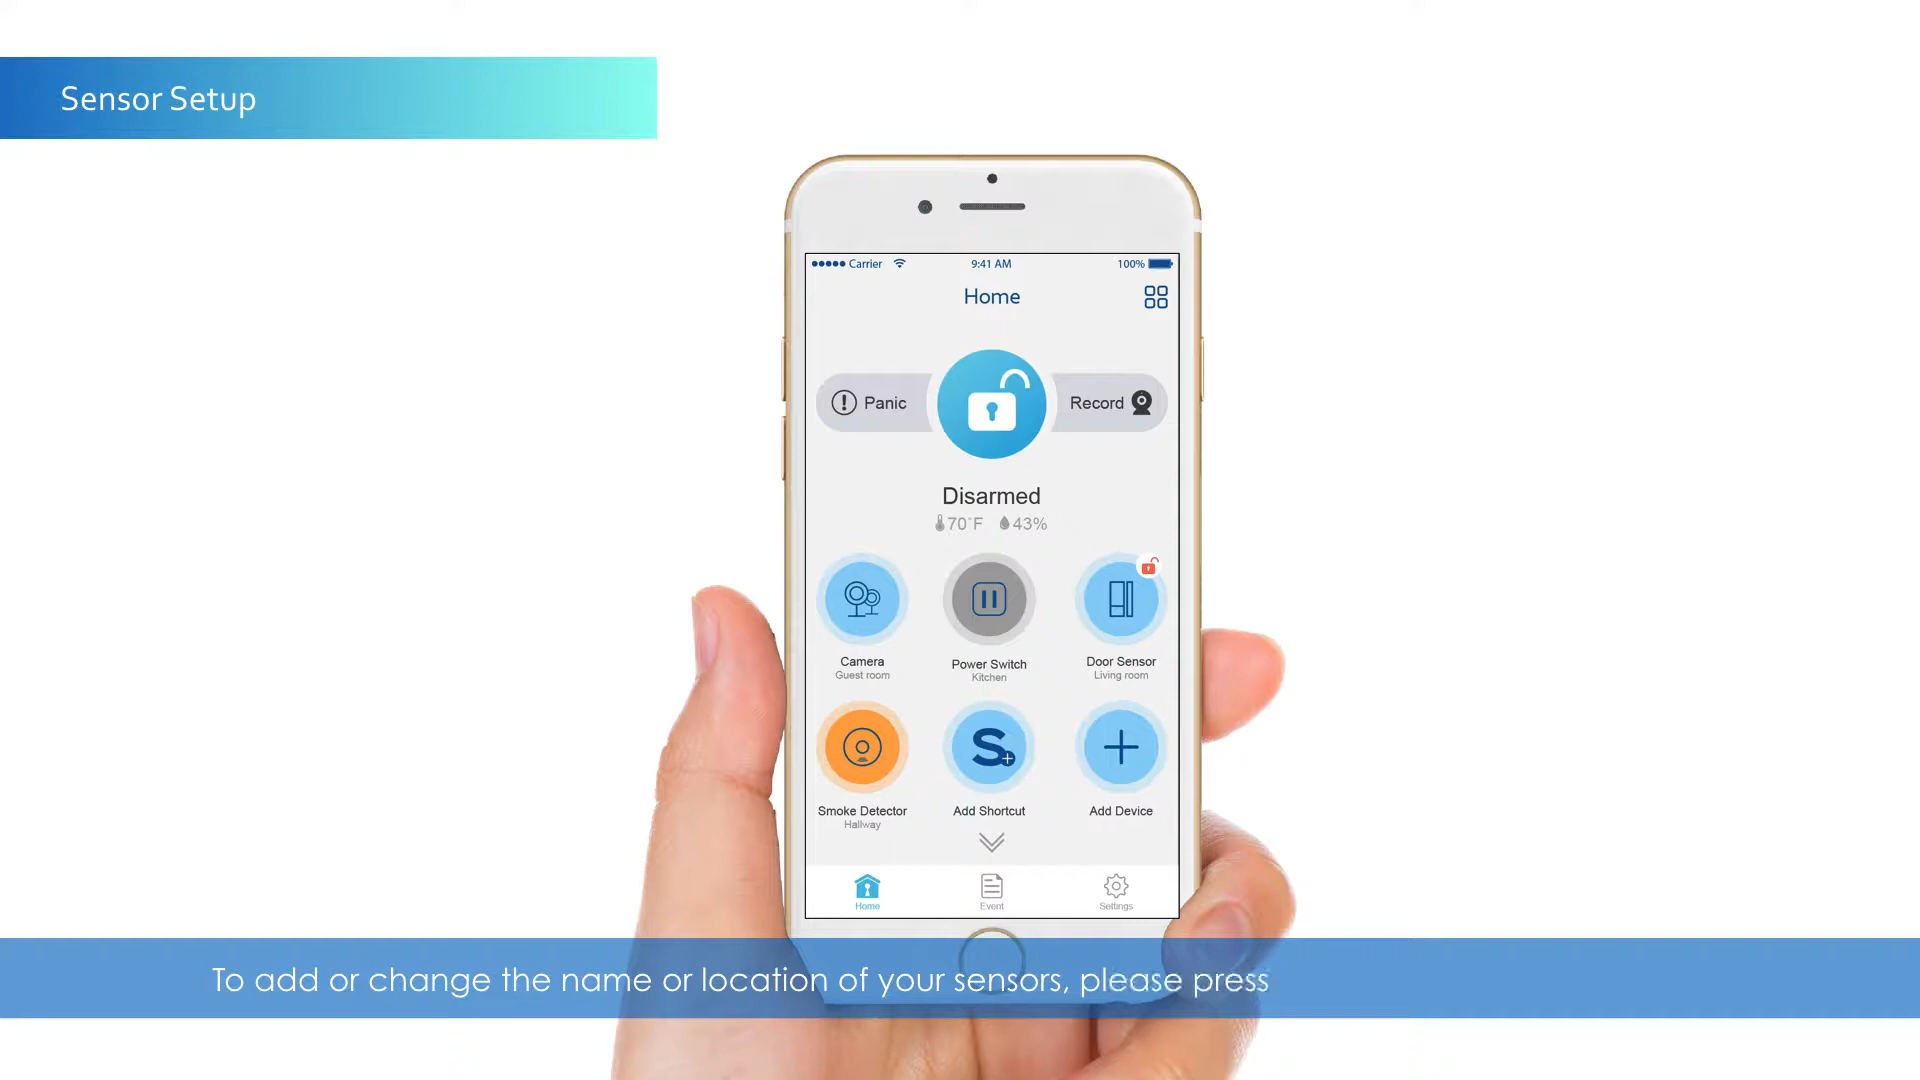 Sensor Setup
Carrier 9:41 AM 100%
Home
Panic Record
Disarmed
70°F 43%
Camera Power Switch Door Sensor
Guest room Kitchen Living room
S
Smoke Detector Add Shortcut Add Device
Hallway
Home Event Settings
To add or change the name or location of your sensors, please press